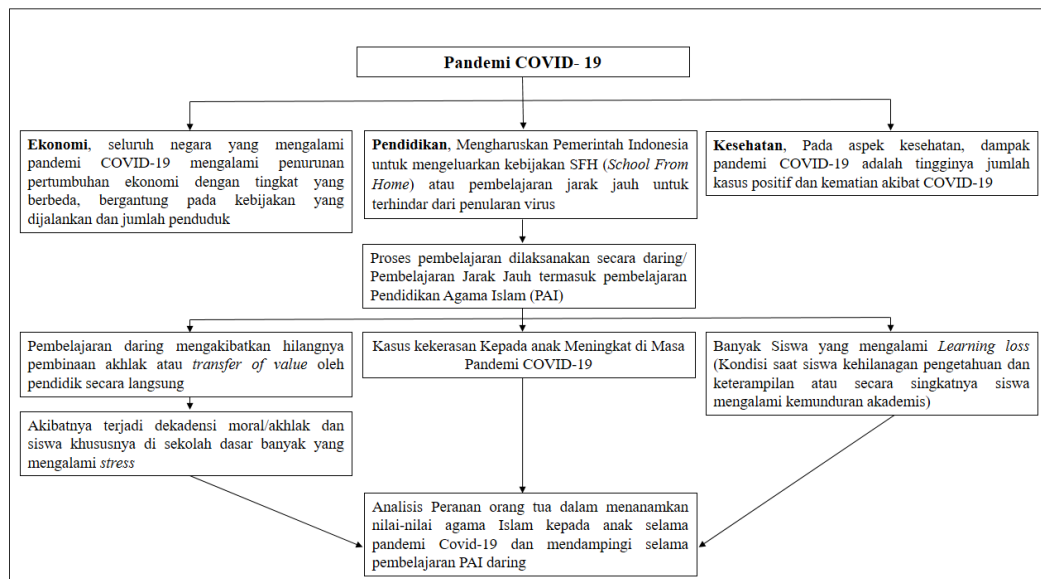 Pandemi COVID- 19
Ekonomi, seluruh negara yang mengalami
pandemi COVID-19 mengalami penurunan
pertumbuhan ekonomi dengan tingkat yang
berbeda, bergantung pada kebijakan yang
dijalankan dan jumlah penduduk
Pendidikan, Mengharuskan Pemerintah Indonesia
untuk mengeluarkan kebijakan SFH (School From
Home) atau pembelajaran jarak jauh untuk
terhindar dari penularan virus
Kesehatan, Pada aspek kesehatan, dampak
pandemi COVID-19 adalah tingginya jumlah
kasus positif dan kematian akibat COVID-19
Proses pembelajaran dilaksanakan secara daring/
Pembelajaran Jarak Jauh termasuk pembelajaran
Pendidikan Agama Islam (PAI)
Pembelajaran daring mengakibatkan hilangnya
pembinaan akhlak atau transfer of value oleh
pendidik secara langsung
Kasus kekerasan Kepada anak Meningkat di Masa
Pandemi COVID-19
Banyak Siswa yang mengalami Learning loss
(Kondisi saat siswa kehilanagan pengetahuan dan
keterampilan atau secara singkatnya siswa
mengalami kemunduran akademis)
Akibatnya terjadi dekadensi moral/akhlak dan
siswa khususnya di sekolah dasar banyak yang
mengalami stress
Analisis Peranan orang tua dalam menanamkan
nilai-nilai agama Islam kepada anak selama
pandemi Covid-19 dan mendampingi selama
pembelajaran PAI daring